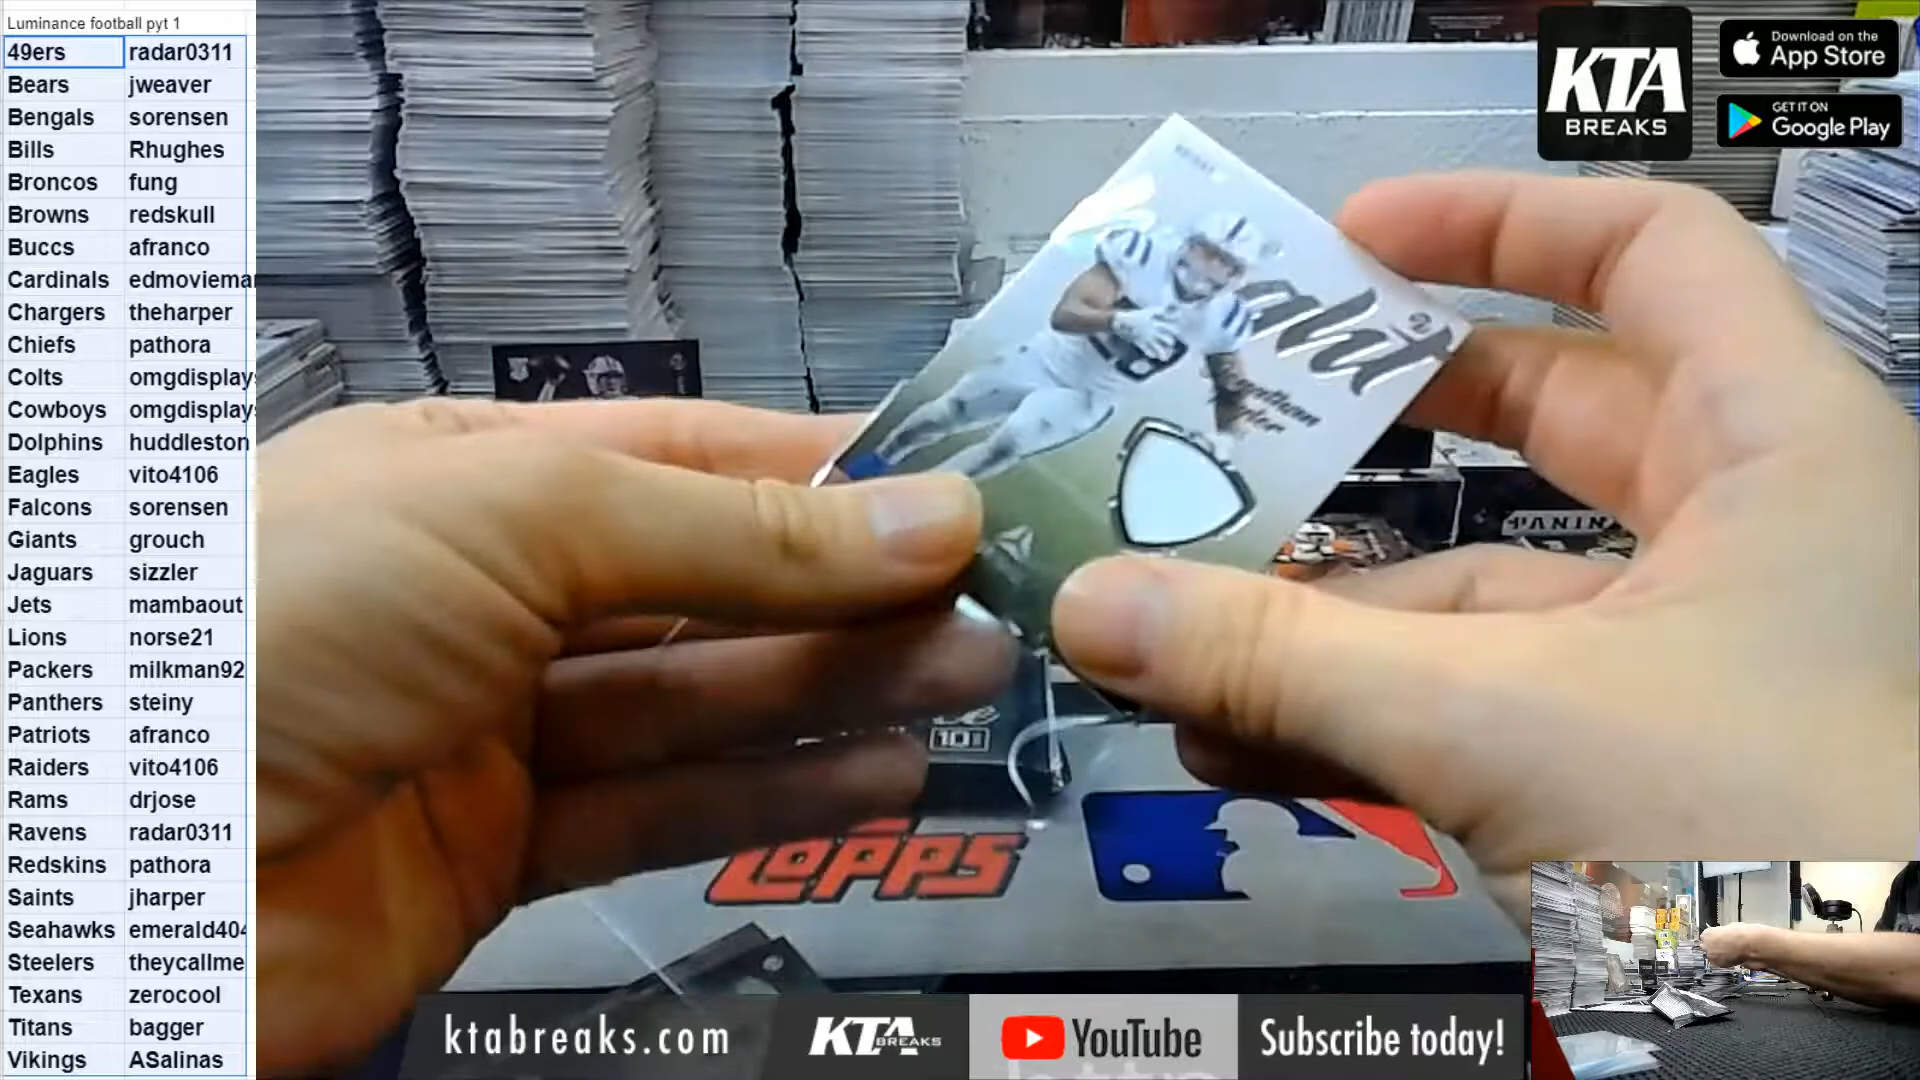 Luminance football pyt 1
49ers radar0311
Bears jweaver
Bengals sorensen
Bills Rhughes
Broncos fung
Browns redskull
Buccs afranco
Cardinals edmoviema
Chargers theharper
Chiefs pathora
Colts omgdisplay
Cowboys omgdisplay
Dolphins huddleston
Eagles vito4106
Falcons sorensen
Giants grouch
Jaguars sizzler
Jets mambaout
Lions norse21
Packers milkman92
Panthers steiny
Patriots afranco
Raiders vito4106
Rams drjose
Ravens radar0311
Redskins pathora
Saints jharper
Seahawks emerald404
Steelers theycallme
Texans zerocool
Titans bagger
Vikings ASalinas
KTA
BREAKS
Download on the
App Store
GET IT ON
Google Play
PANINI
10
TOPPS
ktabreaks.com KTA BREAKS YouTube Subscribe today!